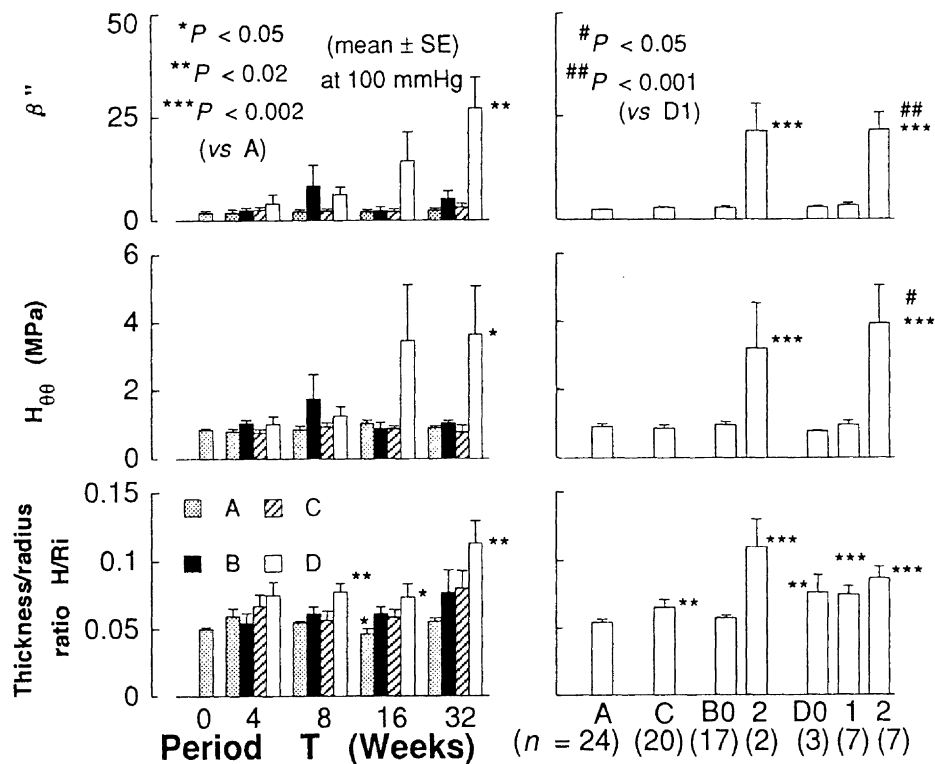 50
25
0
β"
*P < 0.05
**P < 0.02
***P < 0.002
(vs A)
(mean ± SE)
at 100 mmHg
**
#P < 0.05
##P < 0.001
(vs D1)
***
##
***
6
4
2
0
Hθθ (MPa)
*
***
#
***
0.15
0.1
0.05
0
Thickness/radius
ratio H/Ri
A C
B D
**
*
*
**
**
***
**
***
***
0 4 8 16 32
Period T (Weeks)
A C B0 2 D0 1 2
(n = 24) (20) (17) (2) (3) (7) (7)